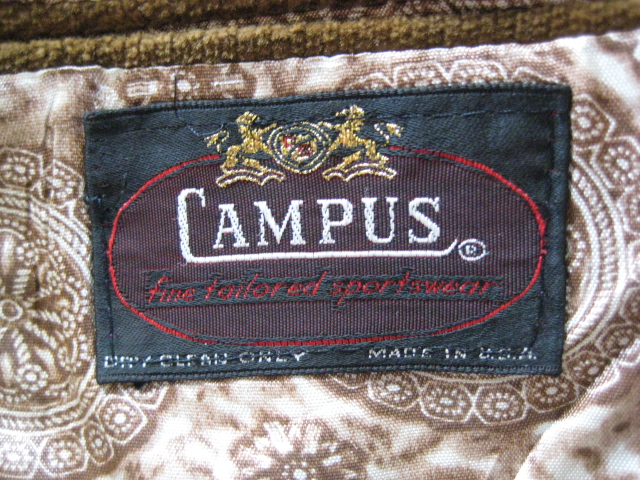 CAMPUS ®
fine tailored sportswear
DRY CLEAN ONLY MADE IN U.S.A.